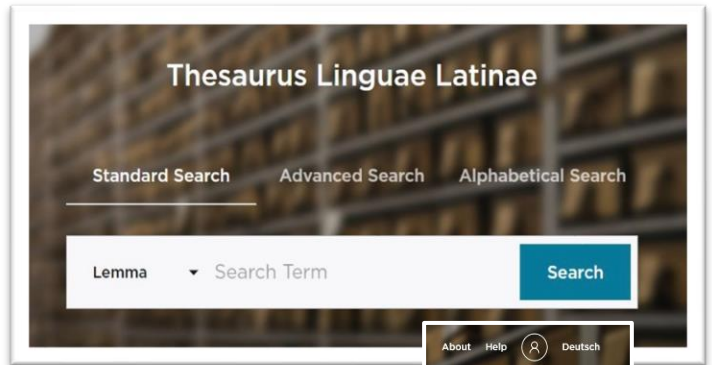 Thesaurus Linguae Latinae
Standard Search Advanced Search Alphabetical Search
Lemma Search Term Search
About Help Deutsch